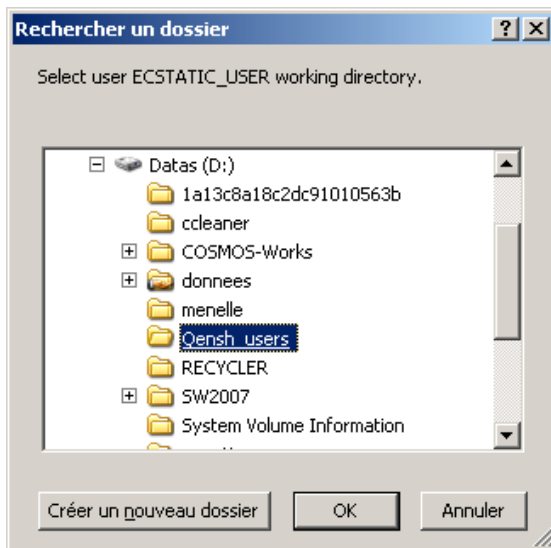 Rechercher un dossier
Select user ECSTATIC_USER working directory.
Datas (D:)
1a13c8a18c2dc91010563b
ccleaner
COSMOS-Works
donnees
menelle
Qensh_users
RECYCLER
SW2007
System Volume Information
Créer un nouveau dossier
OK
Annuler